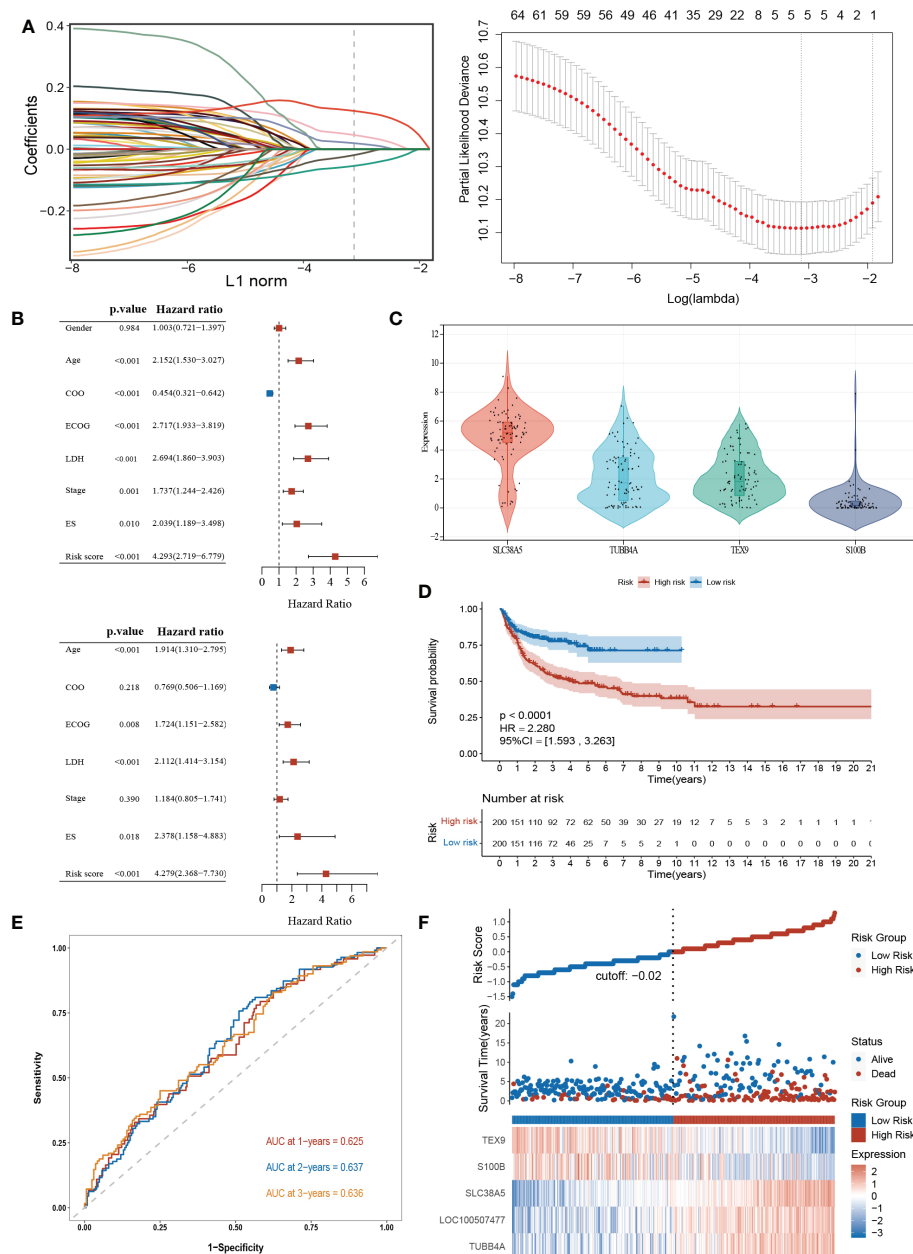 A
0.4
0.2
0.0
−0.2
Coefficients
−8 −6 −4 −2
L1 norm
64 61 59 59 56 49 46 41 35 29 22 8 5 5 5 4 2 1
10.7
10.6
10.5
10.4
10.3
10.2
10.1
Partial Likelihood Deviance
−8 −7 −6 −5 −4 −3 −2
Log(lambda)
B
p.value Hazard ratio
Gender 0.984 1.003(0.721−1.397)
Age <0.001 2.152(1.530−3.027)
COO <0.001 0.454(0.321−0.642)
ECOG <0.001 2.717(1.933−3.819)
LDH <0.001 2.694(1.860−3.903)
Stage 0.001 1.737(1.244−2.426)
ES 0.010 2.039(1.189−3.498)
Risk score <0.001 4.293(2.719−6.779)
0 1 2 3 4 5 6
Hazard Ratio
p.value Hazard ratio
Age <0.001 1.914(1.310−2.795)
COO 0.218 0.769(0.506−1.169)
ECOG 0.008 1.724(1.151−2.582)
LDH <0.001 2.112(1.414−3.154)
Stage 0.390 1.184(0.805−1.741)
ES 0.018 2.378(1.158−4.883)
Risk score <0.001 4.279(2.368−7.730)
0 1 2 3 4 5 6 7
Hazard Ratio
C
12
10
8
6
4
2
0
−2
Expression
SLC38A5 TUBB4A TEX9 S100B
D
Risk High risk Low risk
1.00
0.75
0.50
0.25
0.00
Survival probability
p < 0.0001
HR = 2.280
95%CI = [1.593 , 3.263]
0 1 2 3 4 5 6 7 8 9 10 11 12 13 14 15 16 17 18 19 20 21
Time(years)
Number at risk
Risk
High risk 200 151 110 92 72 62 50 39 30 27 19 12 7 5 5 3 2 1 1 1 1
Low risk 200 151 116 72 46 25 7 5 5 2 1 0 0 0 0 0 0 0 0 0 0
0 1 2 3 4 5 6 7 8 9 10 11 12 13 14 15 16 17 18 19 20 21
Time(years)
E
1.00
0.75
0.50
0.25
0.00
Sensitivity
AUC at 1−years = 0.625
AUC at 2−years = 0.637
AUC at 3−years = 0.636
0.00 0.25 0.50 0.75 1.00
1−Specificity
F
1.0
0.5
0.0
−0.5
−1.0
−1.5
Risk Score
cutoff: −0.02
Risk Group
Low Risk
High Risk
20
15
10
5
0
Survival Time(years)
Status
Alive
Dead
Risk Group
Low Risk
High Risk
TEX9
S100B
SLC38A5
LOC100507477
TUBB4A
Expression
2
1
0
−1
−2
−3